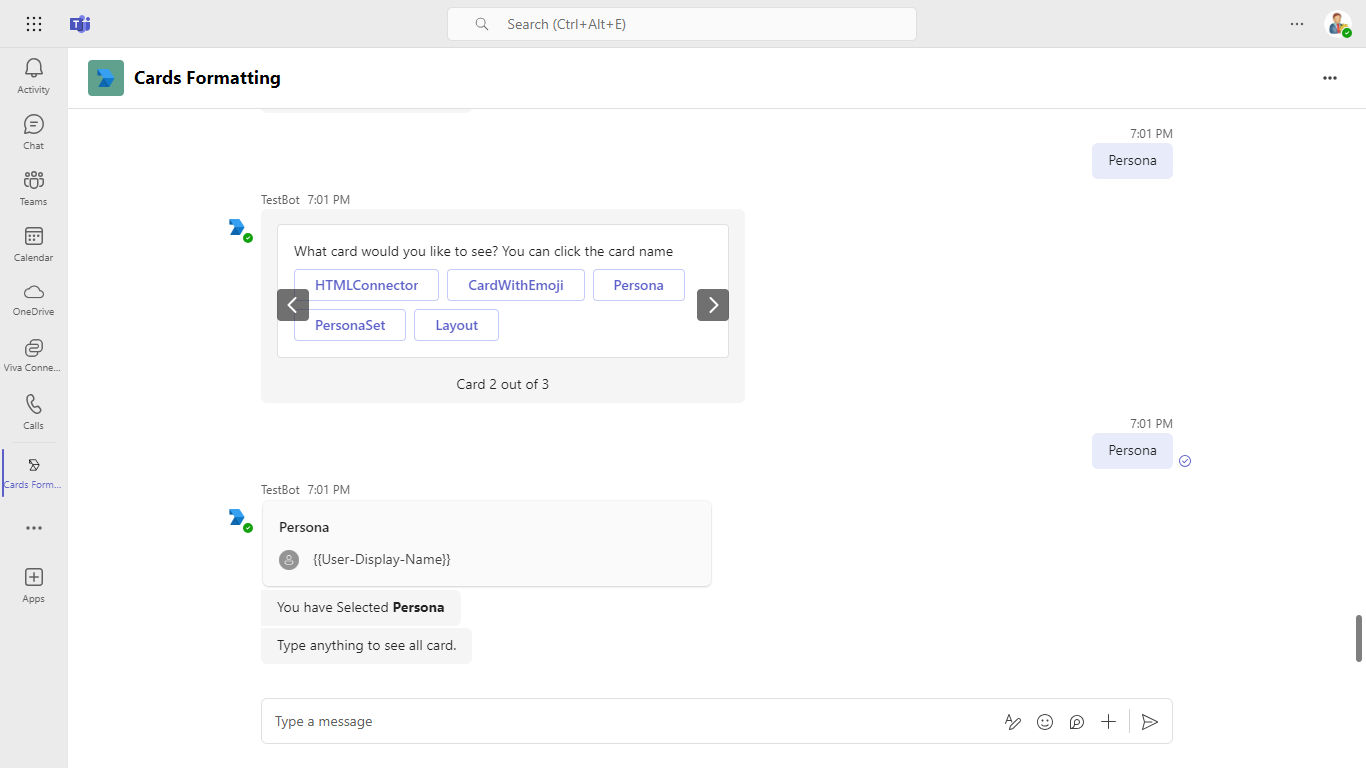 Search (Ctrl+Alt+E)
Activity
Chat
Teams
Calendar
OneDrive
Viva Conne...
Calls
Cards Form...
Apps
Cards Formatting
7:01 PM
Persona
TestBot 7:01 PM
What card would you like to see? You can click the card name
HTMLConnector CardWithEmoji Persona
PersonaSet Layout
Card 2 out of 3
7:01 PM
Persona
TestBot 7:01 PM
Persona
{{User-Display-Name}}
You have Selected Persona
Type anything to see all card.
Type a message